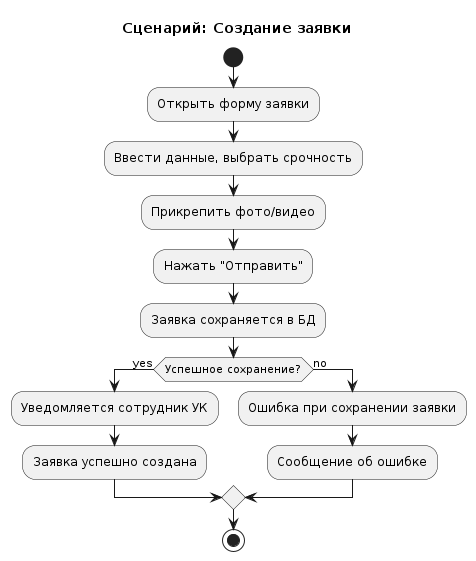 Сценарий: Создание заявки
Открыть форму заявки
Ввести данные, выбрать срочность
Прикрепить фото/видео
Нажать "Отправить"
Заявка сохраняется в БД
yes
Успешное сохранение?
no
Уведомляется сотрудник УК
Ошибка при сохранении заявки
Заявка успешно создана
Сообщение об ошибке